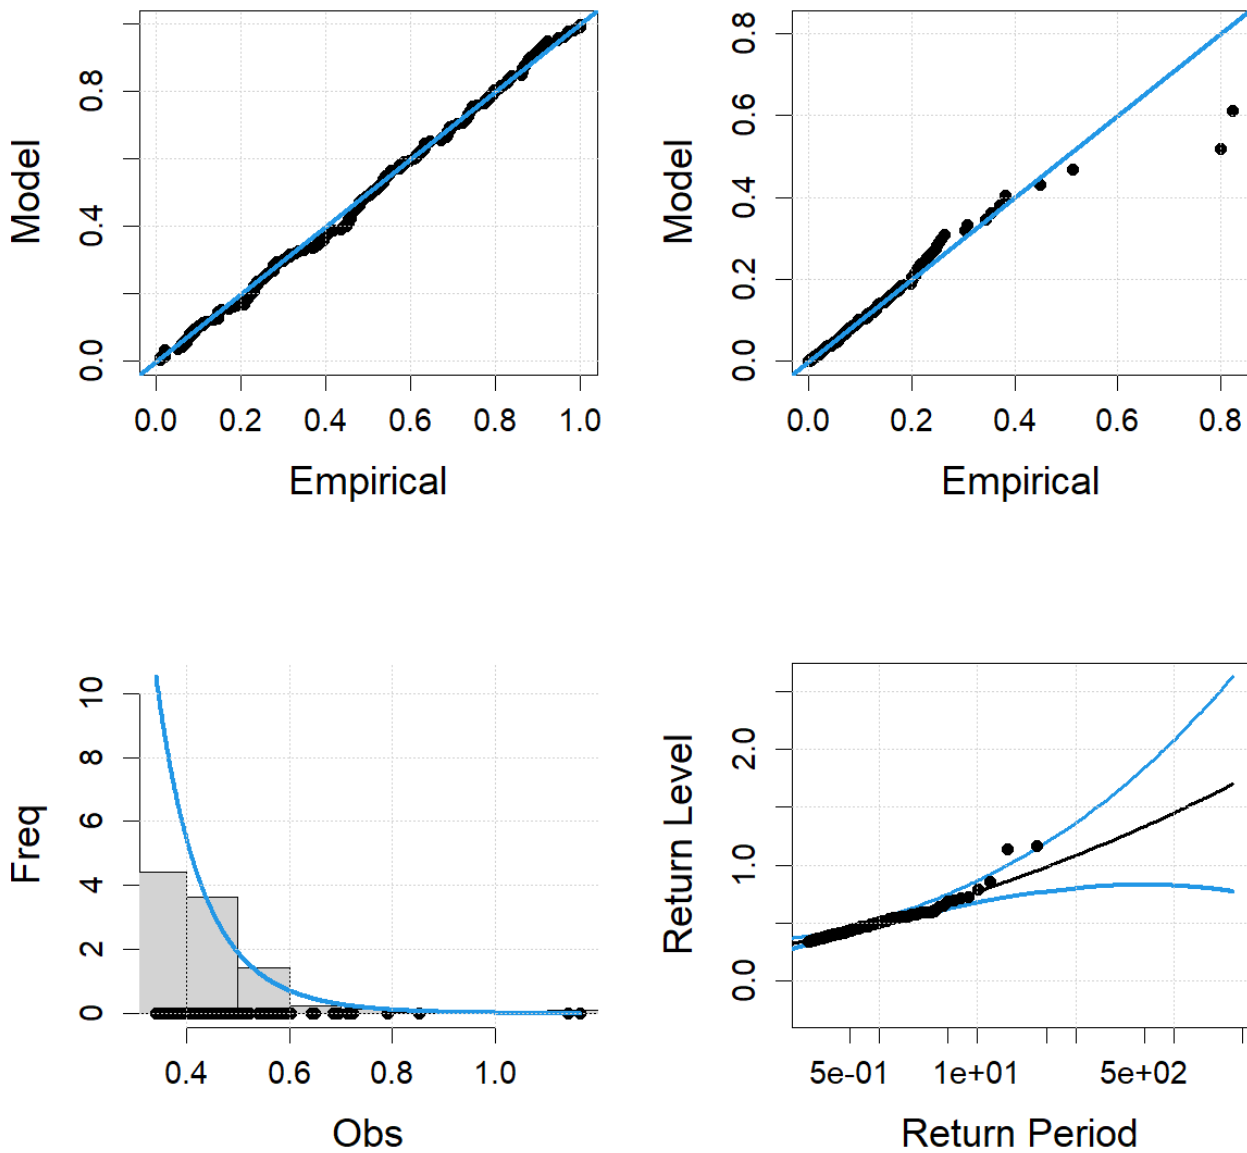 Model
0.0 0.4 0.8
0.0 0.2 0.4 0.6 0.8 1.0
Empirical
Model
0.0 0.2 0.4 0.6 0.8
0.0 0.2 0.4 0.6 0.8
Empirical
Freq
0 2 4 6 8 10
0.4 0.6 0.8 1.0
Obs
Return Level
0.0 1.0 2.0
5e-01 1e+01 5e+02
Return Period